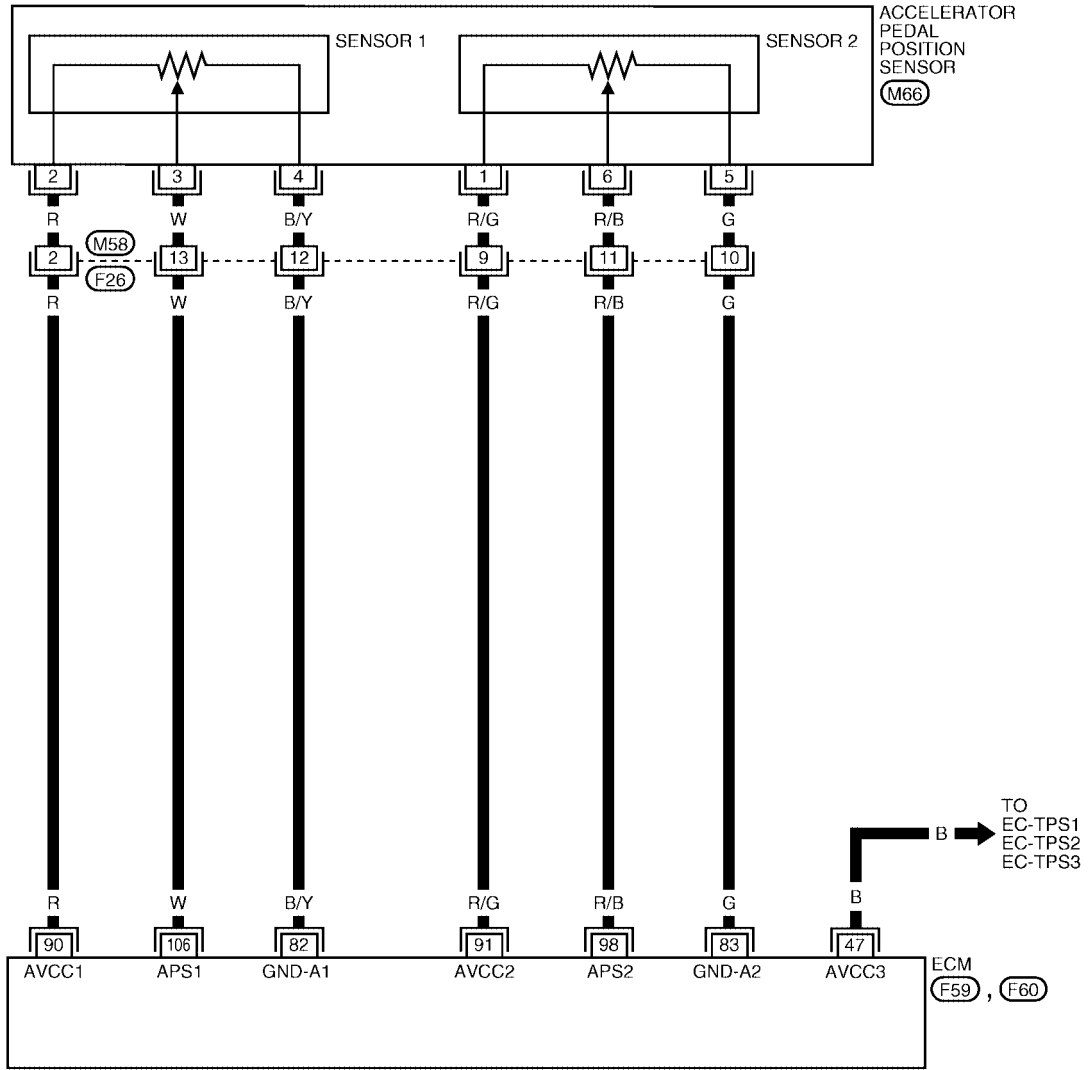 ACCELERATOR
PEDAL
POSITION
SENSOR
M66
SENSOR 1
SENSOR 2
2 3 4 1 6 5
R W B/Y R/G R/B G
M58
2 13 12 9 11 10
F26
R W B/Y R/G R/B G
TO
EC-TPS1
EC-TPS2
EC-TPS3
B
B
R W B/Y R/G R/B G
90 106 82 91 98 83 47
AVCC1 APS1 GND-A1 AVCC2 APS2 GND-A2 AVCC3
ECM
F59 , F60